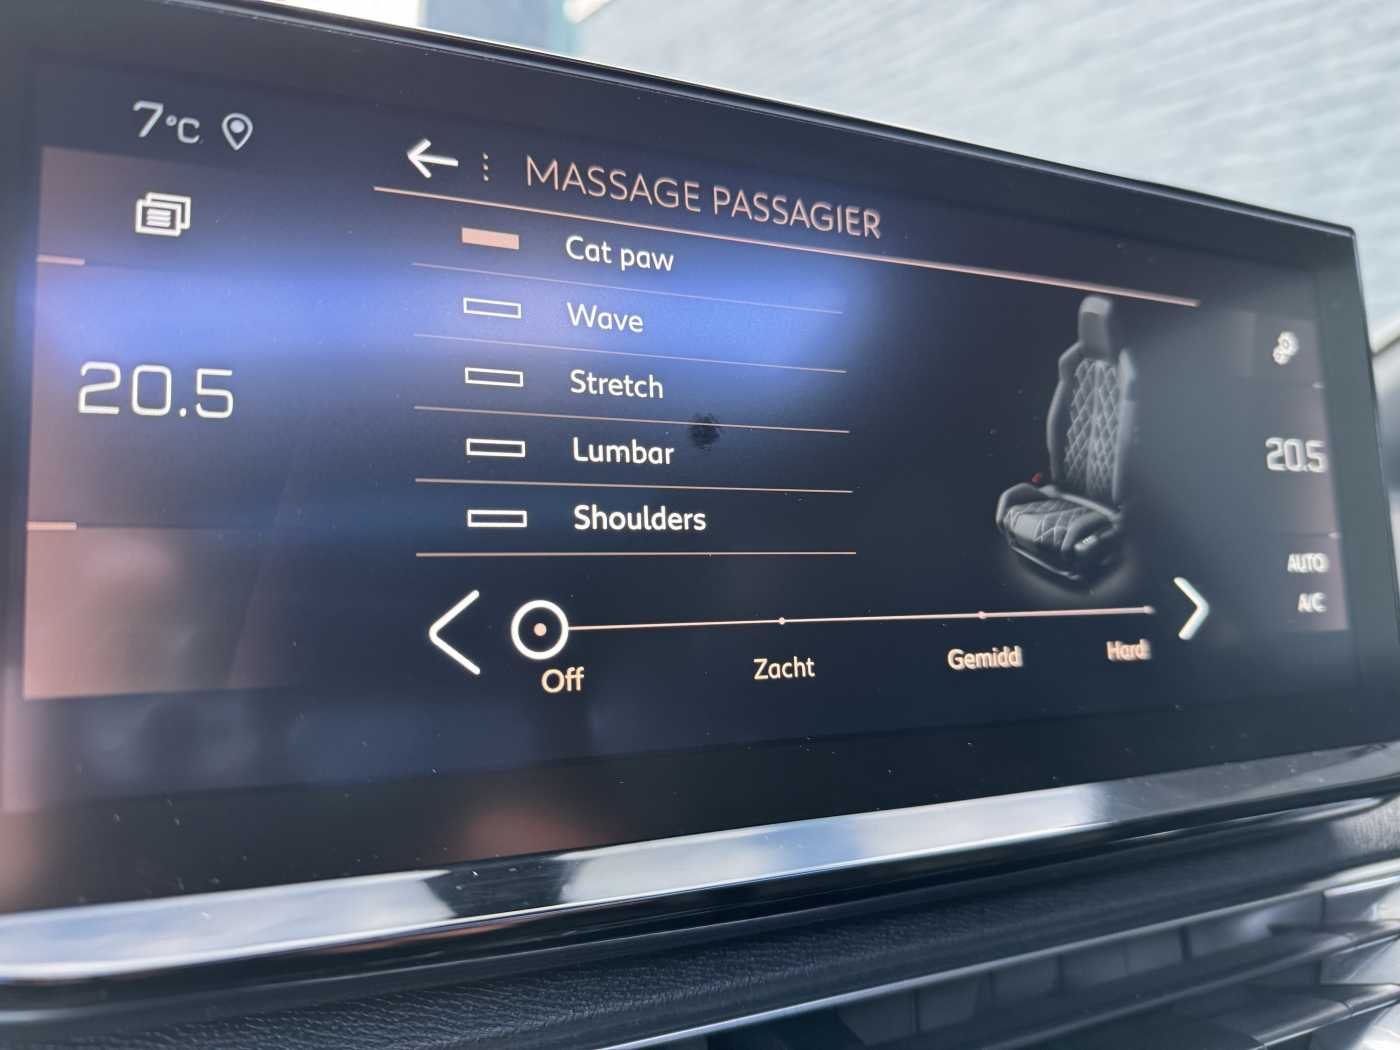 7°C
MASSAGE PASSAGIER
Cat paw
Wave
Stretch
Lumbar
Shoulders
20.5
20.5
AUTO
A/C
Off
Zacht
Gemidd
Hard